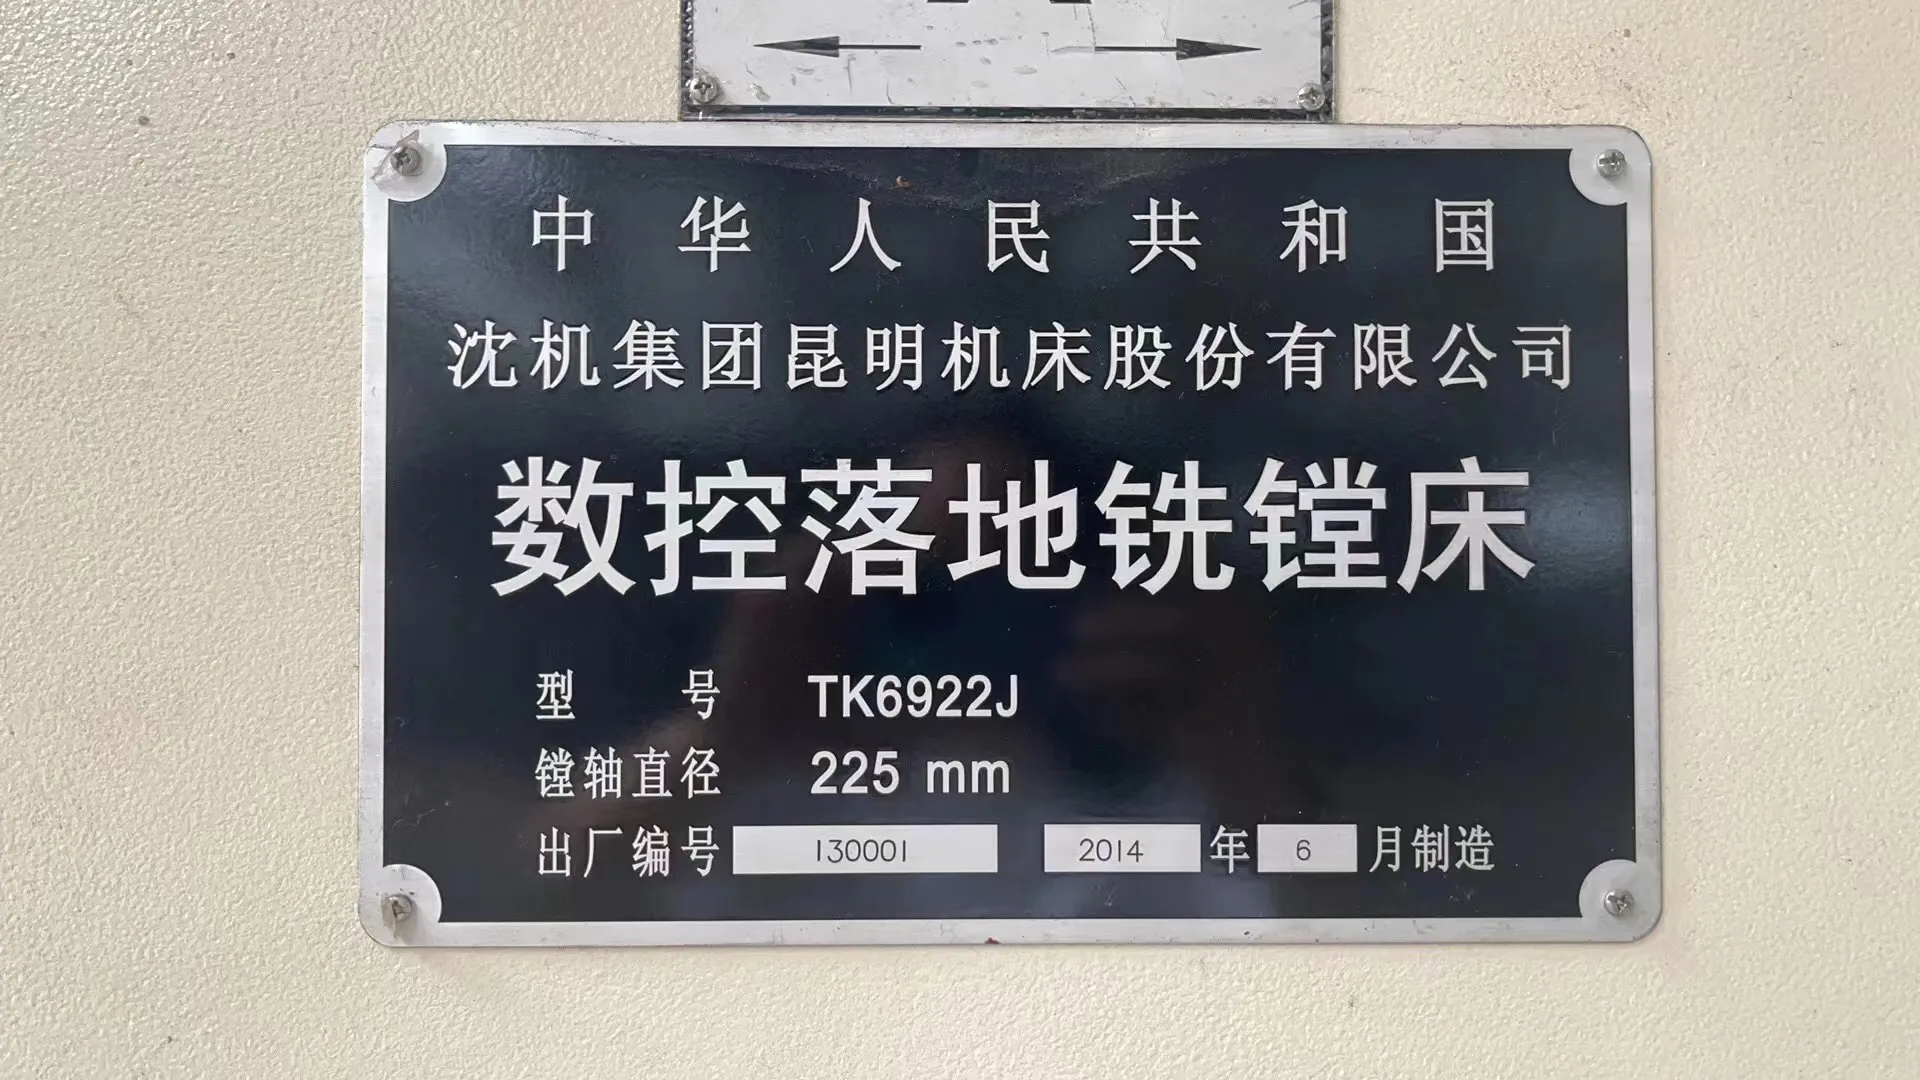 中华人民共和国
沈机集团昆明机床股份有限公司
数控落地铣镗床
型号 TK6922J
镗轴直径 225 mm
出厂编号 130001 2014 年 6 月制造